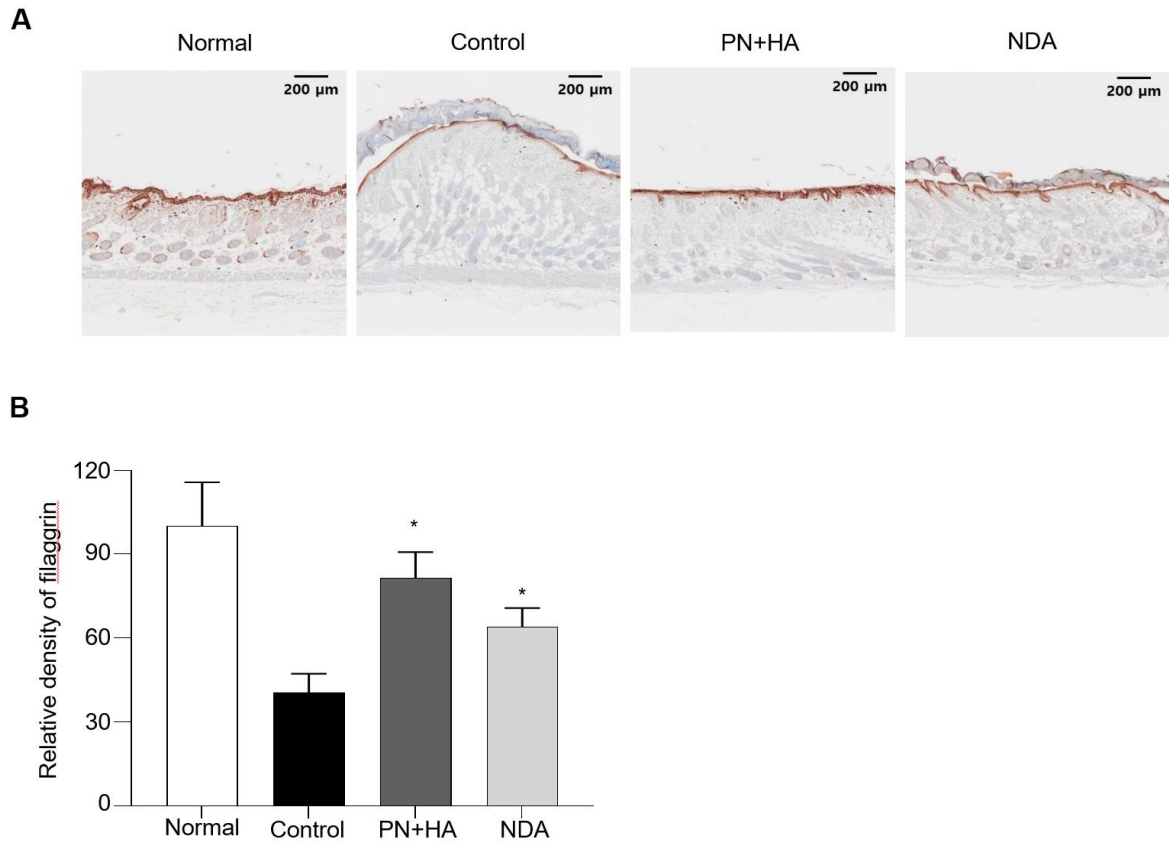 A
Normal
Control
PN+HA
NDA
200 μm
200 μm
200 μm
200 μm
B
Relative density of filaggrin
120
90
60
30
0
*
*
Normal
Control
PN+HA
NDA